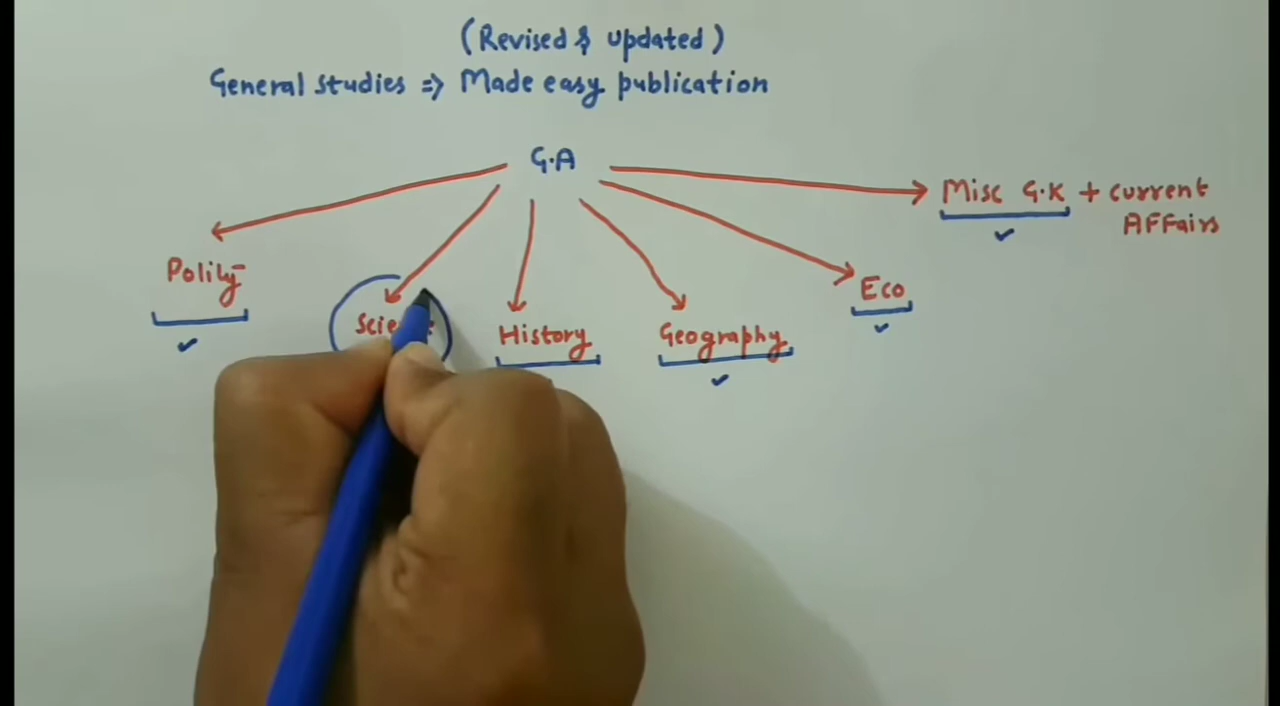 (Revised & updated)
General studies => Made easy publication
G.A
Misc G.K + current
AFFairs
Polity
Eco
History
Geography